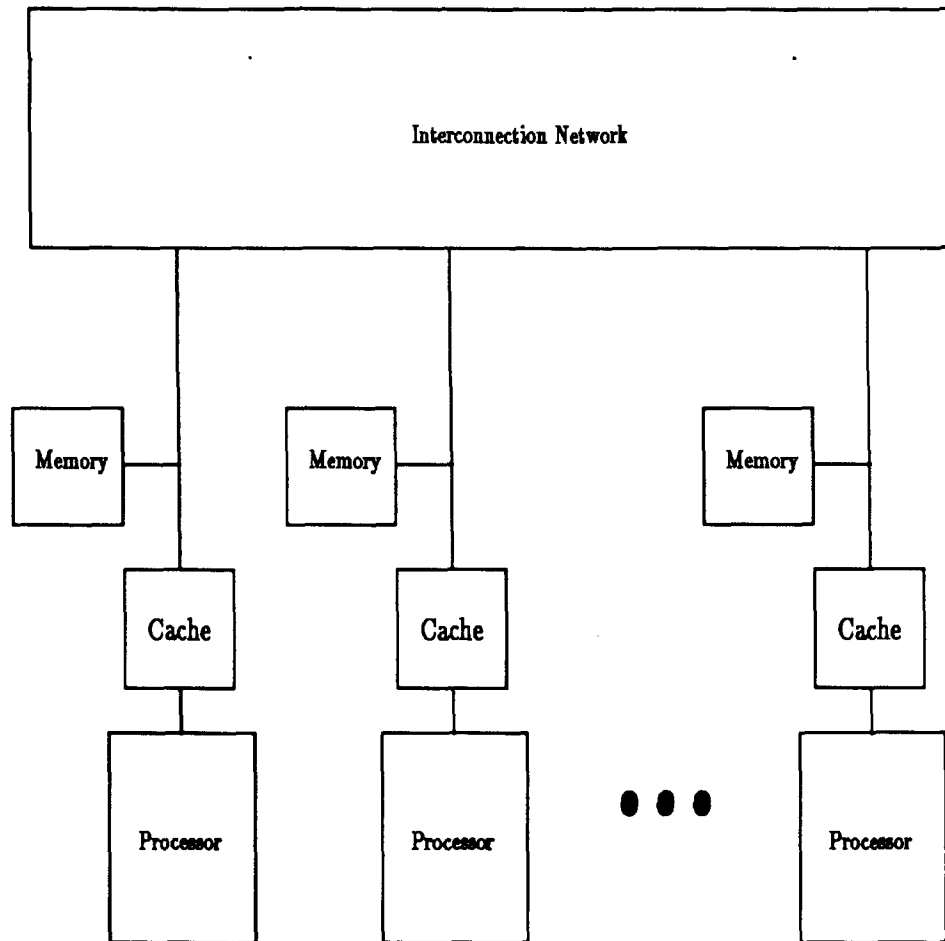 Interconnection Network
Memory
Memory
Memory
Cache
Cache
Cache
Processor
Processor
Processor